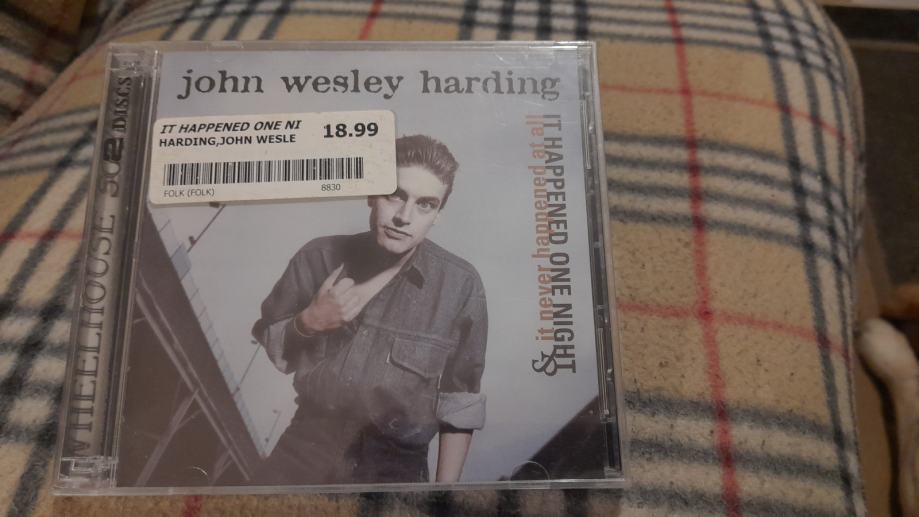 john wesley harding
IT HAPPENED ONE NI 18.99
HARDING,JOHN WESLE
FOLK (FOLK) 8830
IT HAPPENED ONE NIGHT
& it never happened at all
WHEELHOUSE
2 DISCS